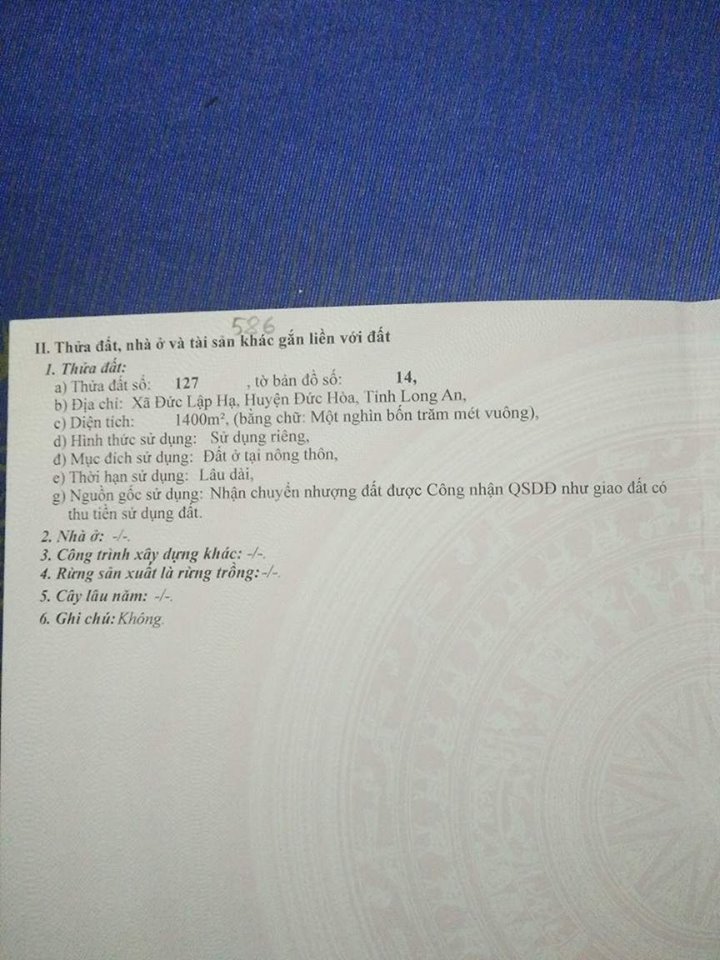 586
II. Thửa đất, nhà ở và tài sản khác gắn liền với đất
1. Thửa đất:
a) Thửa đất số: 127 , tờ bản đồ số: 14,
b) Địa chỉ: Xã Đức Lập Hạ, Huyện Đức Hòa, Tỉnh Long An,
c) Diện tích: 1400m², (bằng chữ: Một nghìn bốn trăm mét vuông),
d) Hình thức sử dụng: Sử dụng riêng,
đ) Mục đích sử dụng: Đất ở tại nông thôn,
e) Thời hạn sử dụng: Lâu dài,
g) Nguồn gốc sử dụng: Nhận chuyển nhượng đất được Công nhận QSDĐ như giao đất có
thu tiền sử dụng đất.
2. Nhà ở: -/-.
3. Công trình xây dựng khác: -/-.
4. Rừng sản xuất là rừng trồng: -/-.
5. Cây lâu năm: -/-.
6. Ghi chú: Không.